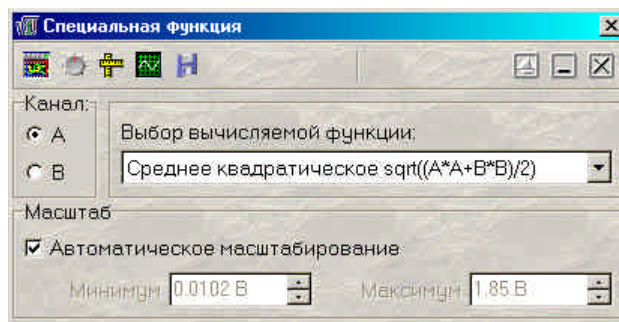 Специальная функция
Канал:
A
B
Выбор вычисляемой функции:
Среднее квадратическое sqrt((A*A+B*B)/2)
Масштаб
Автоматическое масштабирование
Минимум 0.0102 В Максимум 1.85 В